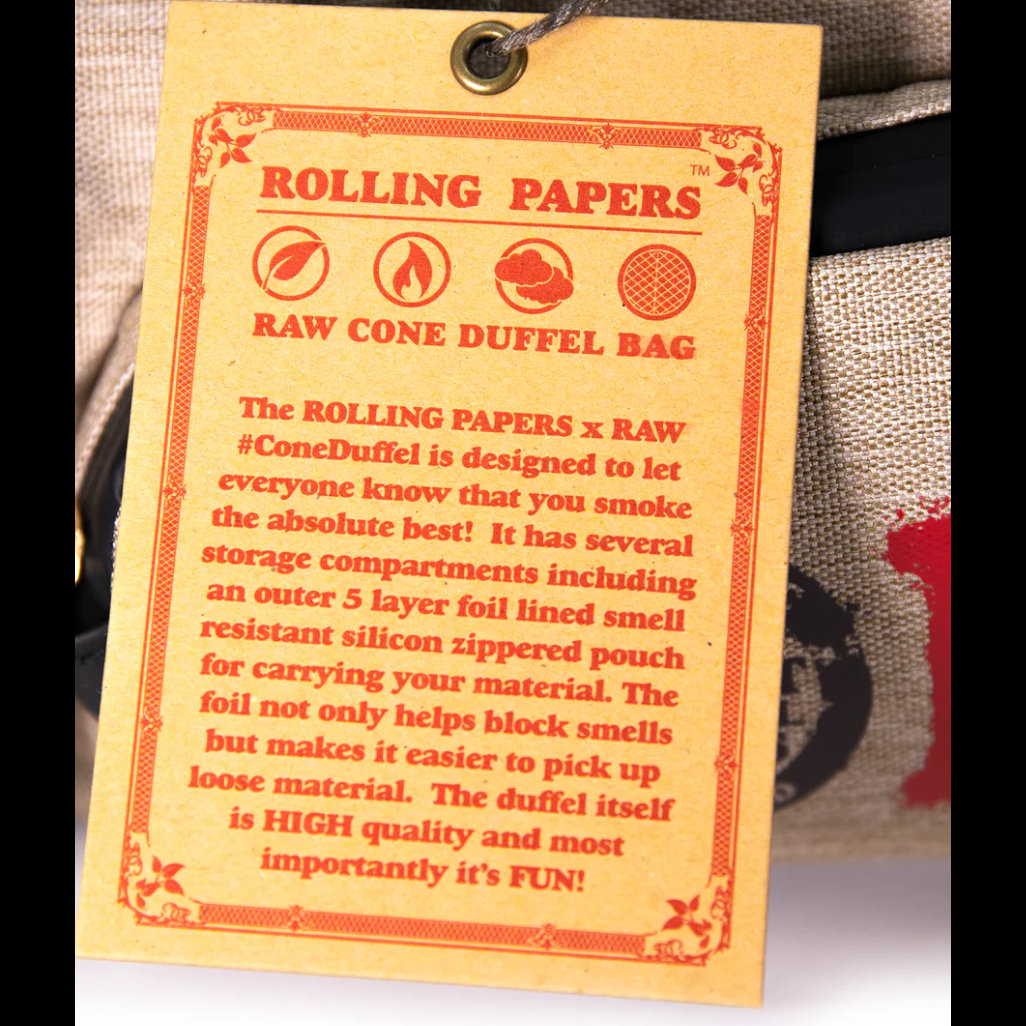 ROLLING PAPERS™
RAW CONE DUFFEL BAG
The ROLLING PAPERS x RAW
#ConeDuffel is designed to let
everyone know that you smoke
the absolute best! It has several
storage compartments including
an outer 5 layer foil lined smell
resistant silicon zippered pouch
for carrying your material. The
foil not only helps block smells
but makes it easier to pick up
loose material. The duffel itself
is HIGH quality and most
importantly it's FUN!